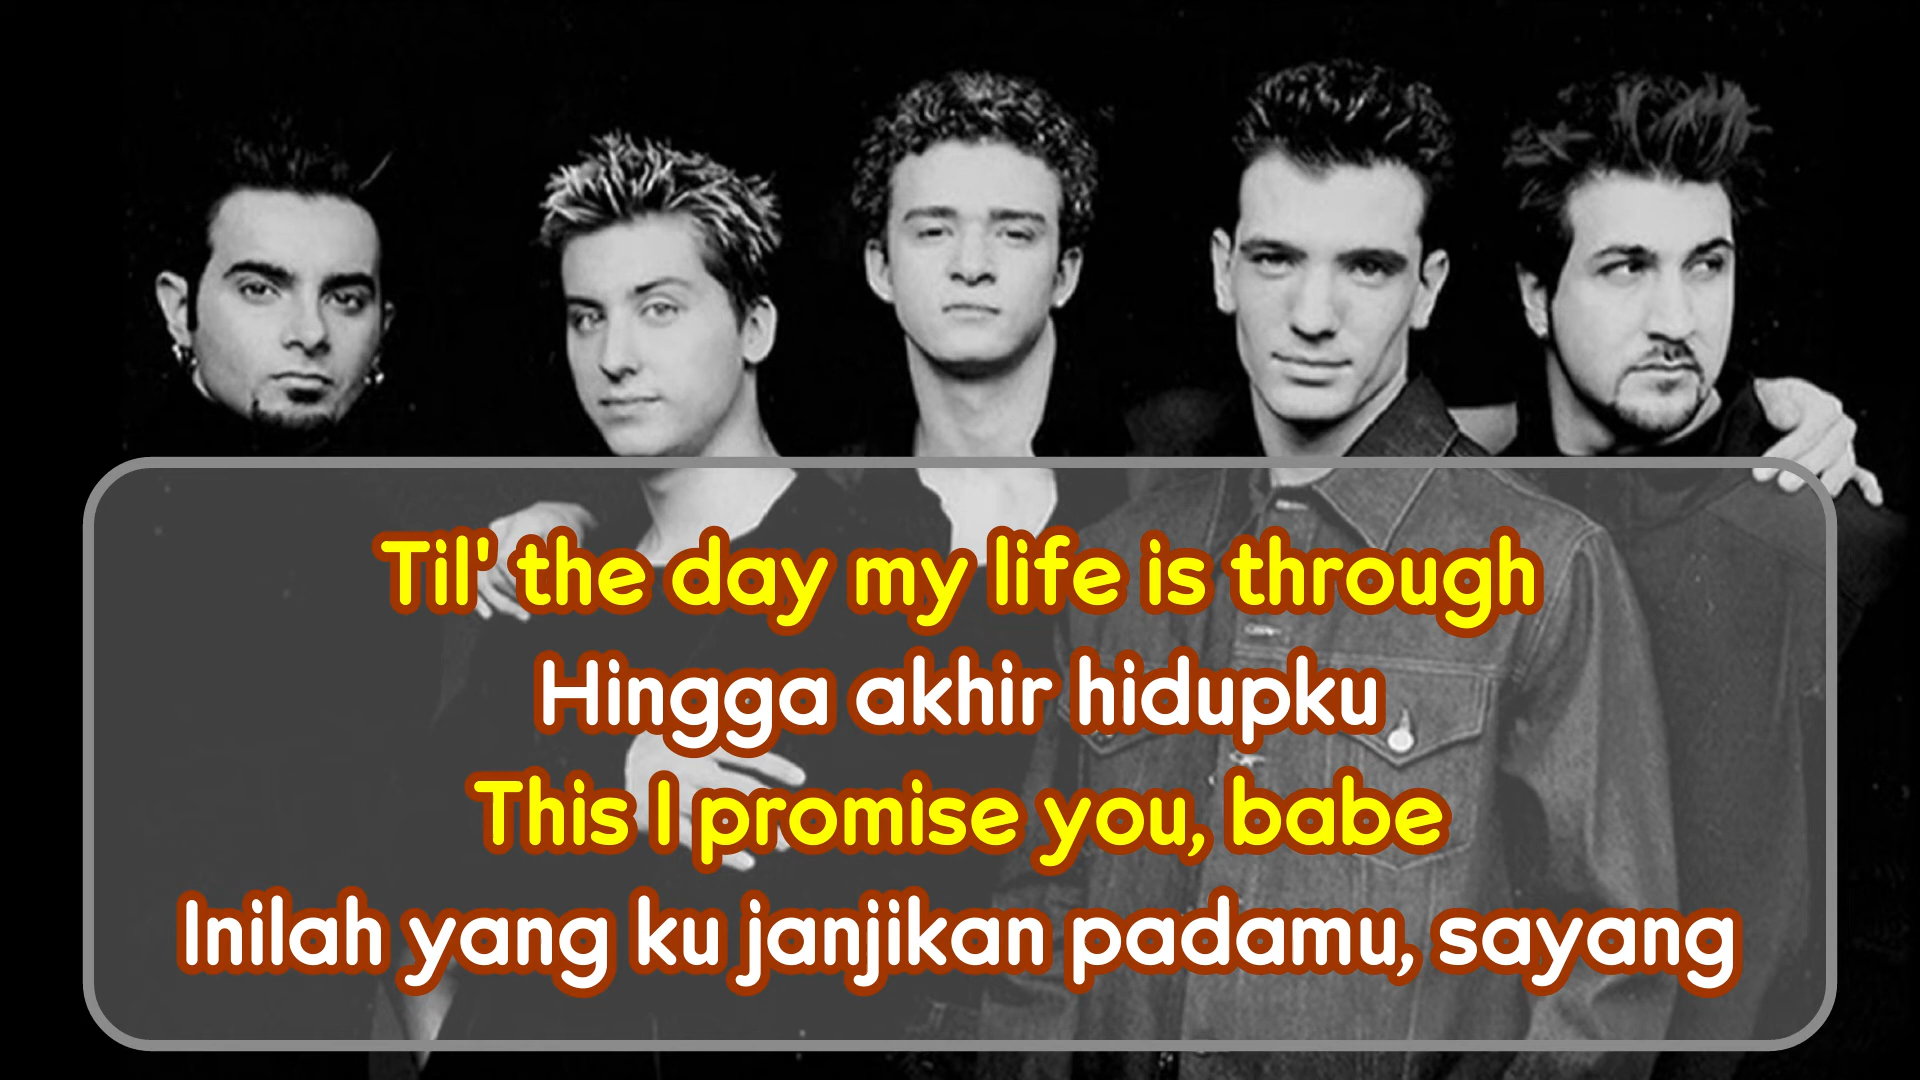 Til' the day my life is through
Hingga akhir hidupku
This I promise you, babe
Inilah yang ku janjikan padamu, sayang